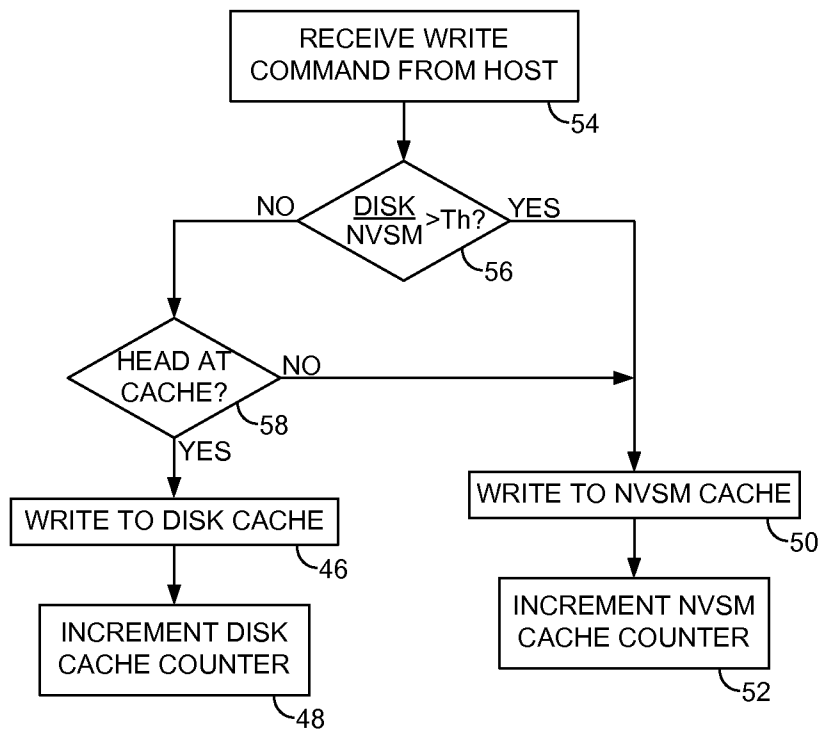 RECEIVE WRITE
COMMAND FROM HOST
54
NO
DISK
NVSM
>Th?
YES
56
HEAD AT
CACHE?
NO
58
YES
WRITE TO DISK CACHE
46
WRITE TO NVSM CACHE
50
INCREMENT DISK
CACHE COUNTER
48
INCREMENT NVSM
CACHE COUNTER
52